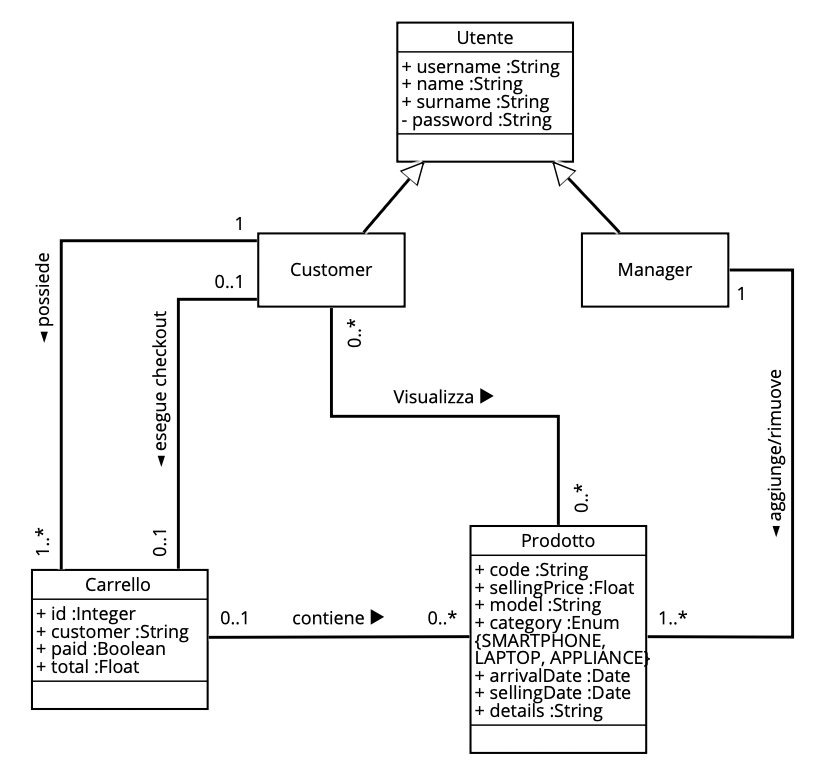 Utente
+ username :String
+ name :String
+ surname :String
- password :String
1
Customer
Manager
0..1
1
◄ possiede
◄ esegue checkout
0..*
Visualizza ►
◄ aggiunge/rimuove
1..*
0..1
0..*
Prodotto
+ code :String
+ sellingPrice :Float
+ model :String
+ category :Enum
{SMARTPHONE,
LAPTOP, APPLIANCE}
+ arrivalDate :Date
+ sellingDate :Date
+ details :String
Carrello
+ id :Integer
+ customer :String
+ paid :Boolean
+ total :Float
0..1
contiene ►
0..*
1..*